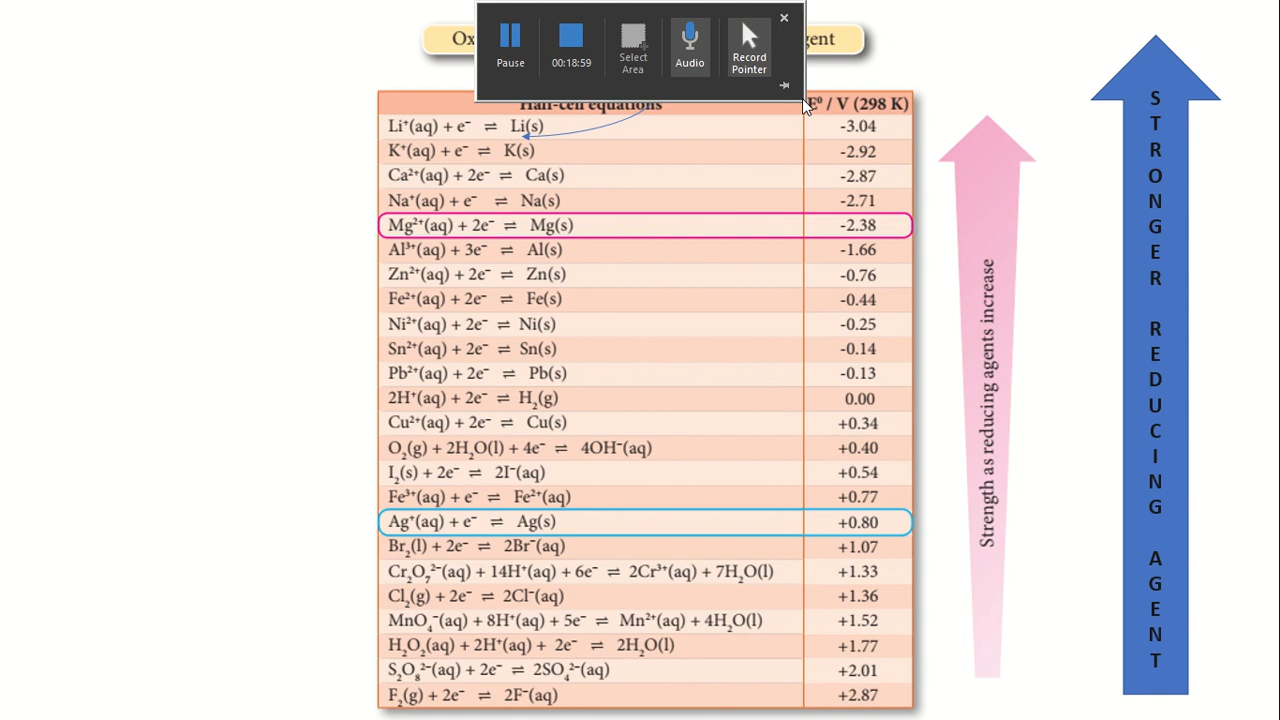 Ox
gent
Pause
00:18:59
Select
Area
Audio
Record
Pointer
Half-cell equations E⁰ / V (298 K)
Li⁺(aq) + e⁻ ⇌ Li(s) -3.04
K⁺(aq) + e⁻ ⇌ K(s) -2.92
Ca²⁺(aq) + 2e⁻ ⇌ Ca(s) -2.87
Na⁺(aq) + e⁻ ⇌ Na(s) -2.71
Mg²⁺(aq) + 2e⁻ ⇌ Mg(s) -2.38
Al³⁺(aq) + 3e⁻ ⇌ Al(s) -1.66
Zn²⁺(aq) + 2e⁻ ⇌ Zn(s) -0.76
Fe²⁺(aq) + 2e⁻ ⇌ Fe(s) -0.44
Ni²⁺(aq) + 2e⁻ ⇌ Ni(s) -0.25
Sn²⁺(aq) + 2e⁻ ⇌ Sn(s) -0.14
Pb²⁺(aq) + 2e⁻ ⇌ Pb(s) -0.13
2H⁺(aq) + 2e⁻ ⇌ H₂(g) 0.00
Cu²⁺(aq) + 2e⁻ ⇌ Cu(s) +0.34
O₂(g) + 2H₂O(l) + 4e⁻ ⇌ 4OH⁻(aq) +0.40
I₂(s) + 2e⁻ ⇌ 2I⁻(aq) +0.54
Fe³⁺(aq) + e⁻ ⇌ Fe²⁺(aq) +0.77
Ag⁺(aq) + e⁻ ⇌ Ag(s) +0.80
Br₂(l) + 2e⁻ ⇌ 2Br⁻(aq) +1.07
Cr₂O₇²⁻(aq) + 14H⁺(aq) + 6e⁻ ⇌ 2Cr³⁺(aq) + 7H₂O(l) +1.33
Cl₂(g) + 2e⁻ ⇌ 2Cl⁻(aq) +1.36
MnO₄⁻(aq) + 8H⁺(aq) + 5e⁻ ⇌ Mn²⁺(aq) + 4H₂O(l) +1.52
H₂O₂(aq) + 2H⁺(aq) + 2e⁻ ⇌ 2H₂O(l) +1.77
S₂O₈²⁻(aq) + 2e⁻ ⇌ 2SO₄²⁻(aq) +2.01
F₂(g) + 2e⁻ ⇌ 2F⁻(aq) +2.87
Strength as reducing agents increase
STRONGER REDUCING AGENT